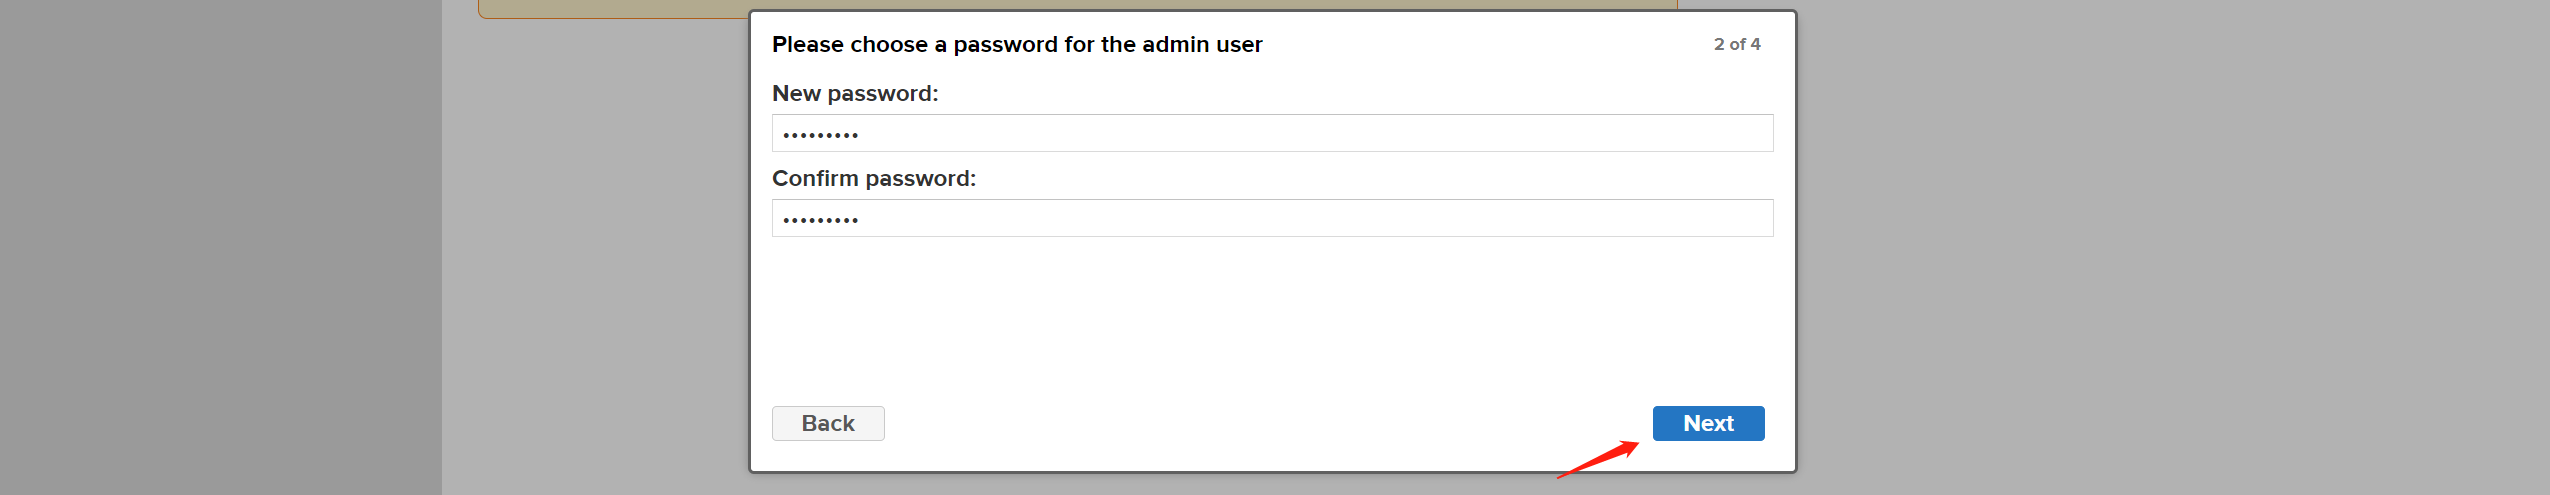 Please choose a password for the admin user
2 of 4
New password:
•••••••••
Confirm password:
•••••••••
Back
Next